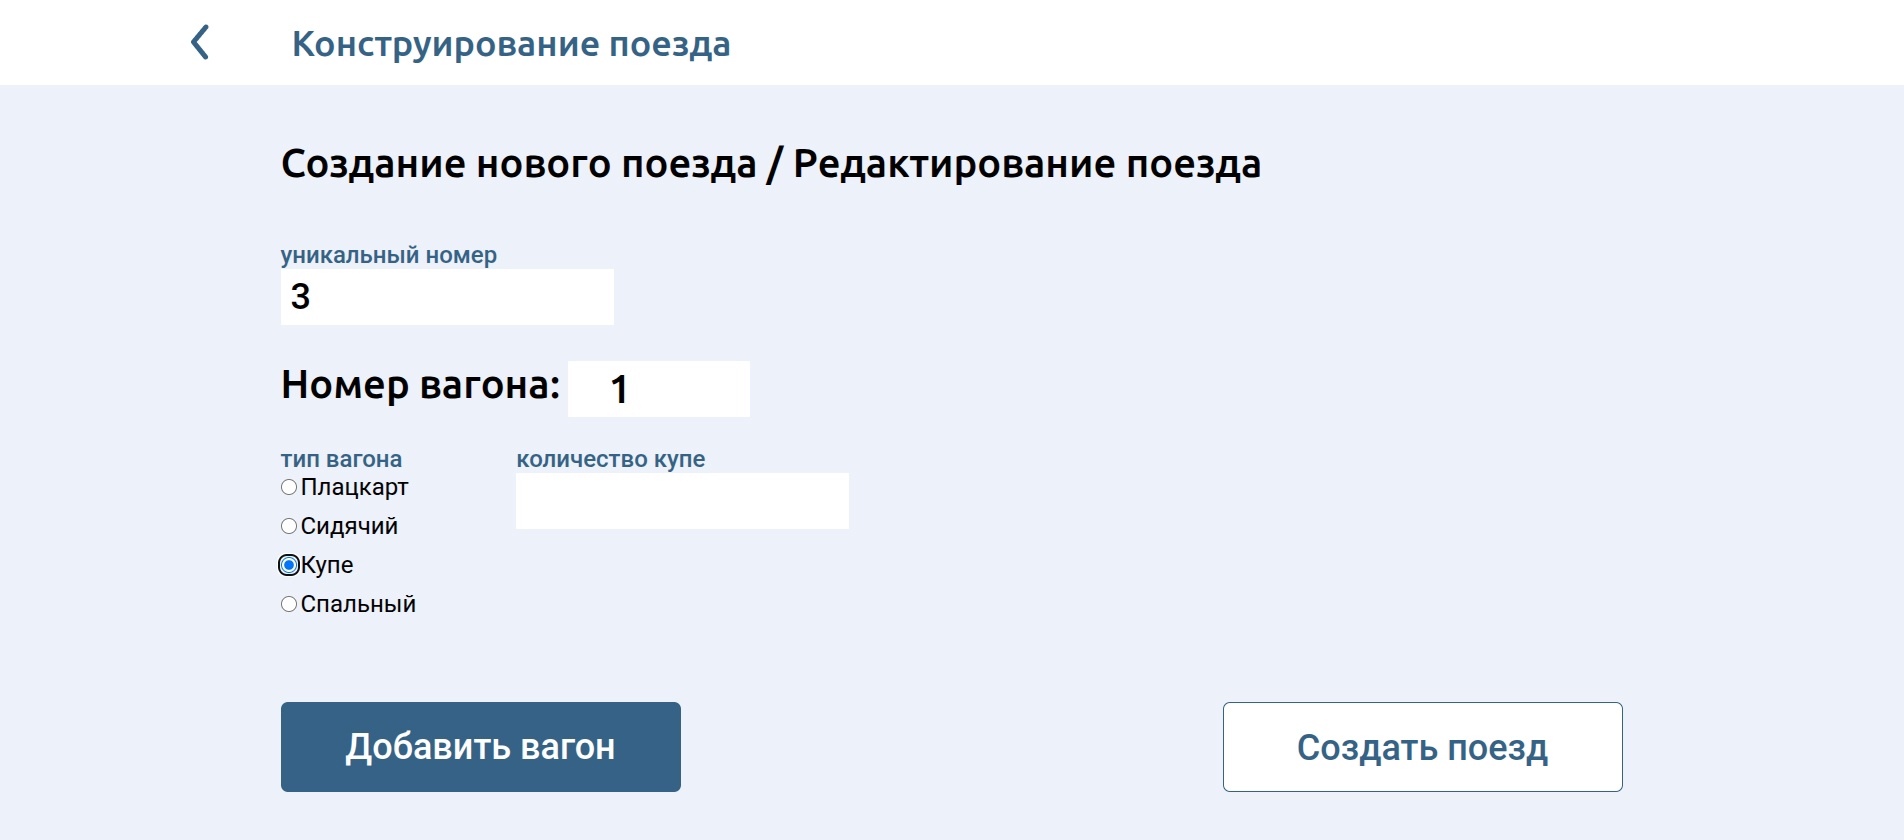 Конструирование поезда
Создание нового поезда / Редактирование поезда
уникальный номер
3
Номер вагона: 1
тип вагона
Плацкарт
Сидячий
Купе
Спальный
количество купе
Добавить вагон
Создать поезд